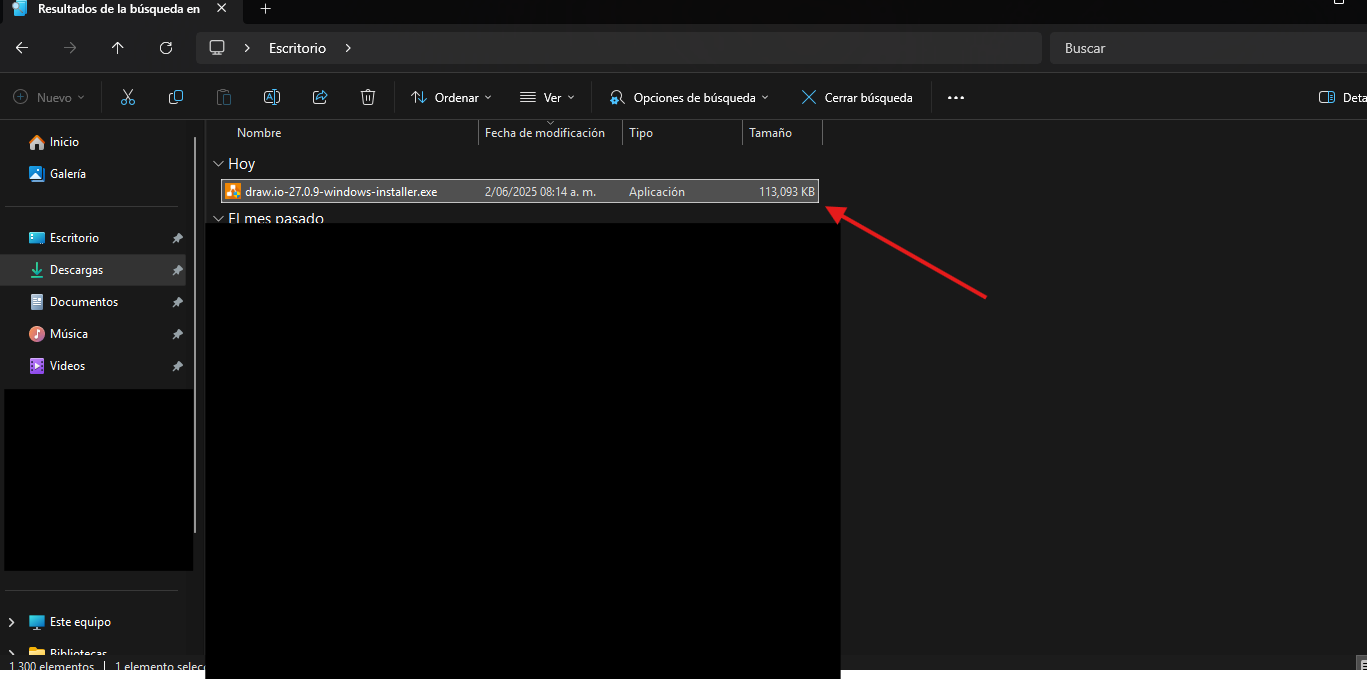 Resultados de la búsqueda en
Escritorio
Buscar
Nuevo
Ordenar
Ver
Opciones de búsqueda
Cerrar búsqueda
Deta
Inicio
Galería
Escritorio
Descargas
Documentos
Música
Videos
Este equipo
Bibliotecas
1,300 elementos
1 elemento selecc
Nombre Fecha de modificación Tipo Tamaño
Hoy
draw.io-27.0.9-windows-installer.exe 2/06/2025 08:14 a. m. Aplicación 113,093 KB
El mes pasado